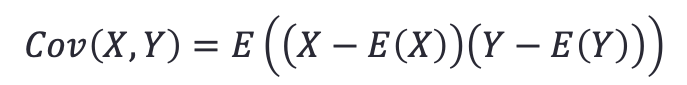 Cov(X, Y) = E((X − E(X))(Y − E(Y)))